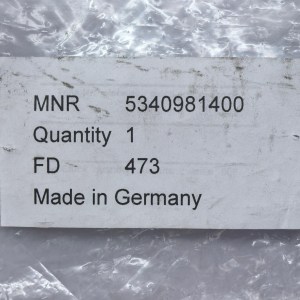 MNR 5340981400
Quantity 1
FD 473
Made in Germany